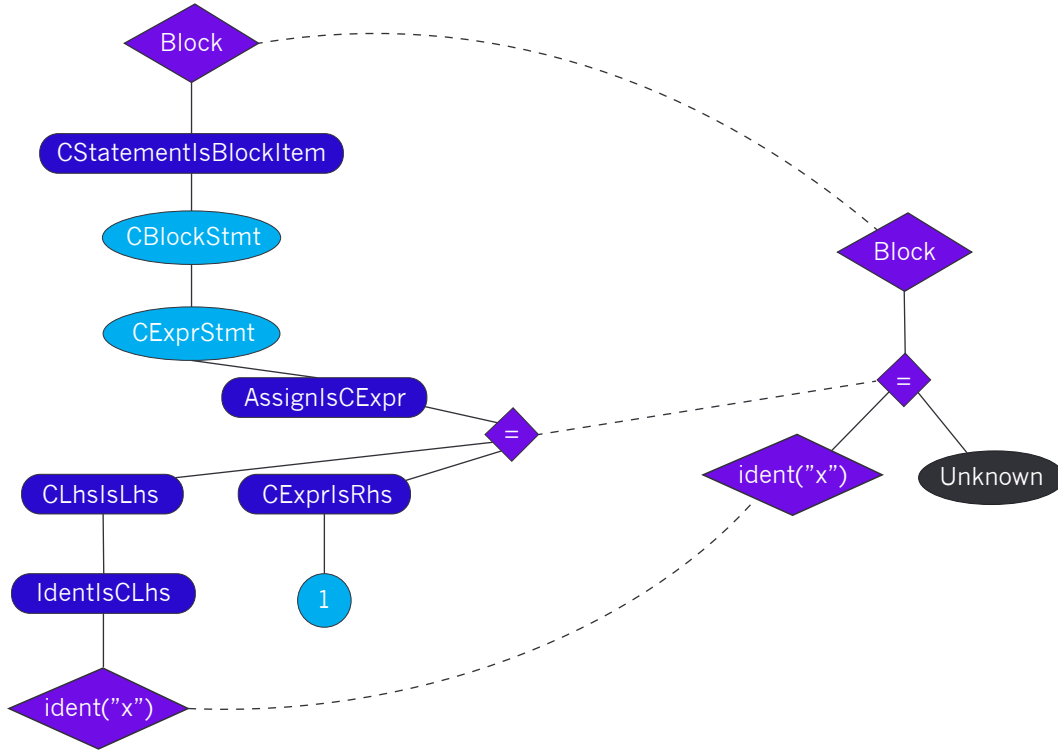 Block
CStatementIsBlockItem
CBlockStmt
Block
CExprStmt
AssignIsCExpr
=
=
CLhsIsLhs
CExprIsRhs
ident(”x”)
Unknown
IdentIsCLhs
1
ident(”x”)